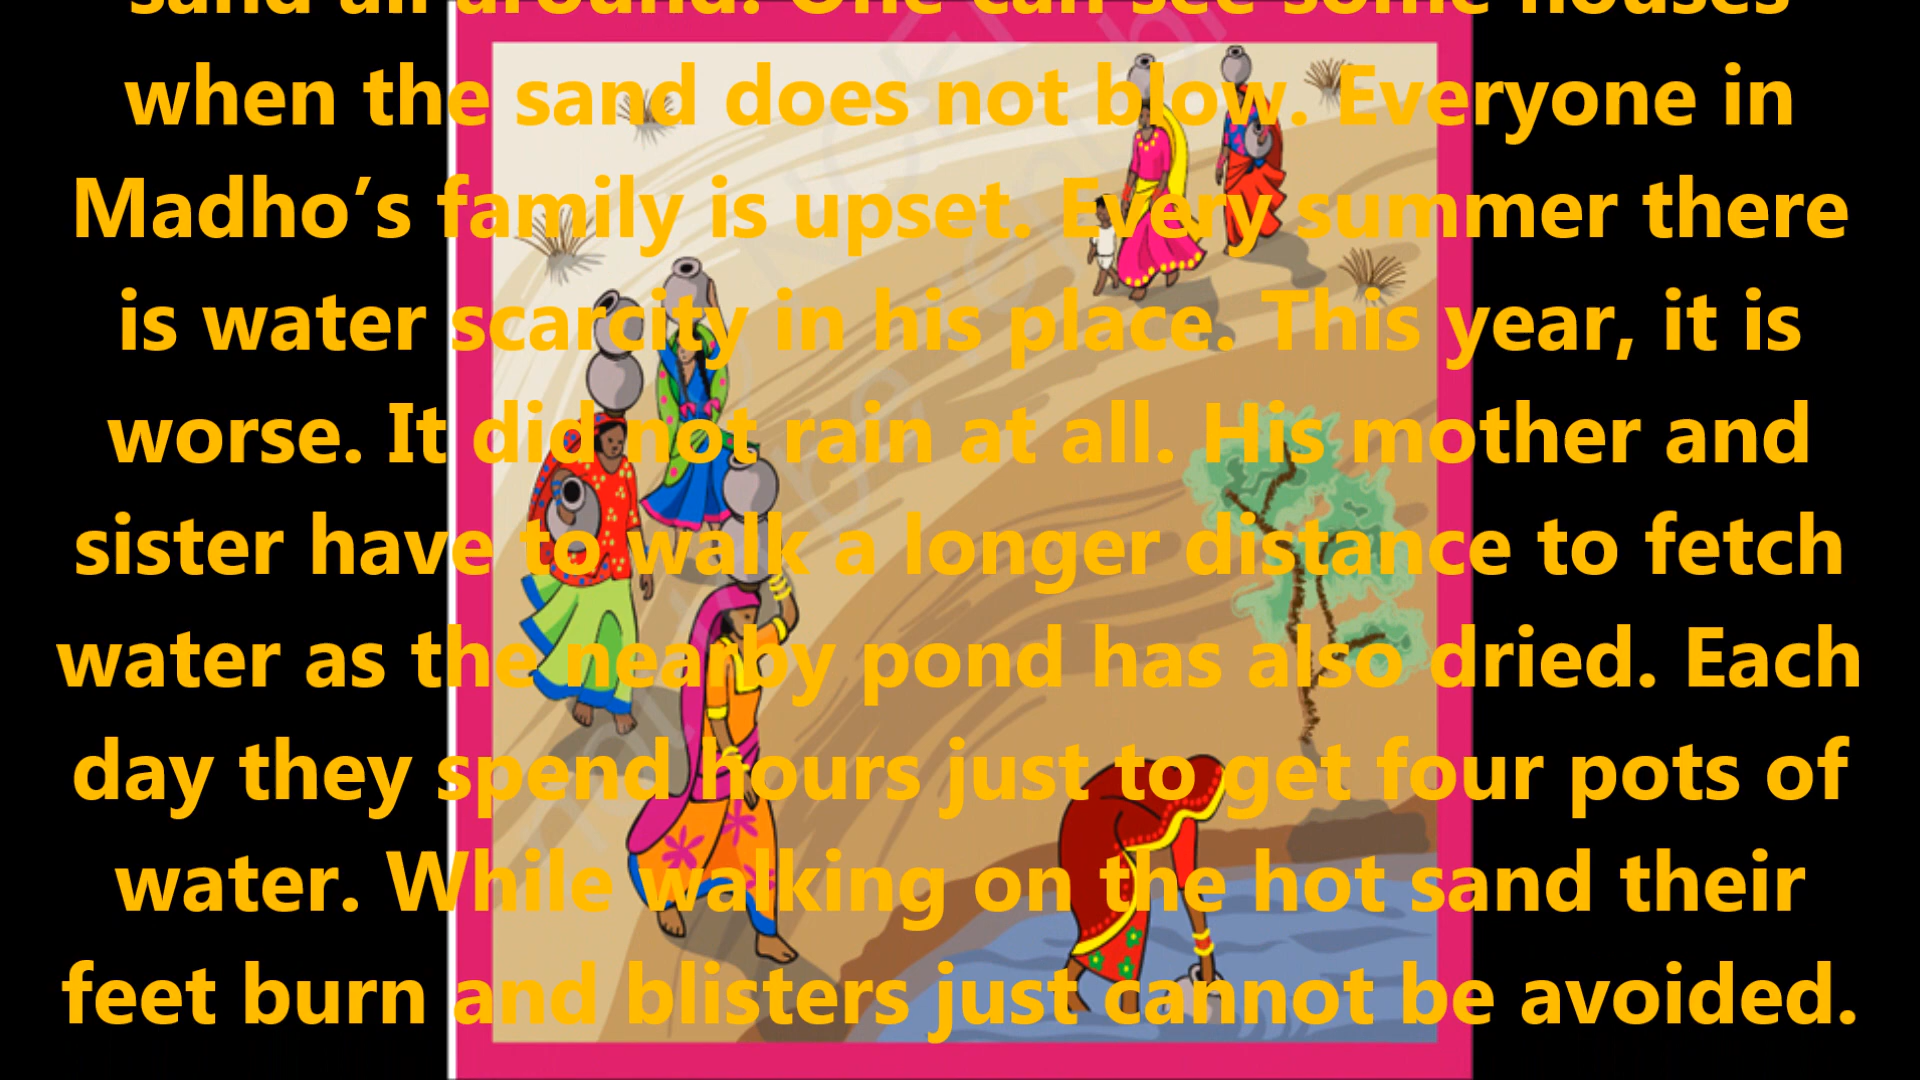 sand all around. One can see some houses
when the sand does not blow. Everyone in
Madho’s family is upset. Every summer there
is water scarcity in his place. This year, it is
worse. It did not rain at all. His mother and
sister have to walk a longer distance to fetch
water as the nearby pond has also dried. Each
day they spend hours just to get four pots of
water. While walking on the hot sand their
feet burn and blisters just cannot be avoided.